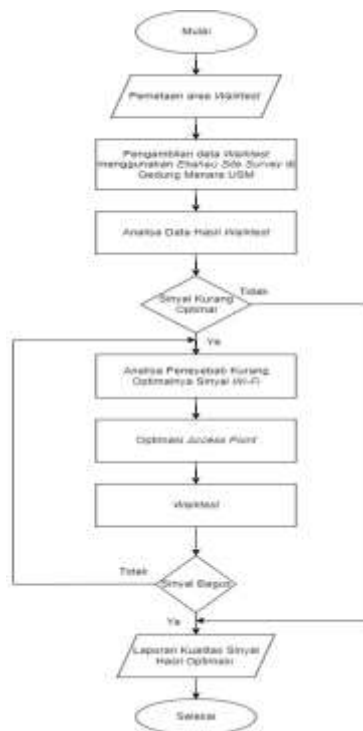 Mulai
Pemetaan area Walktest
Pengambilan data Walktest
menggunakan Ekahau Site Survey di
Gedung Menara USM
Analisa Data Hasil Walktest
Sinyal Kurang
Optimal
Tidak
Ya
Analisa Penyebab Kurang
Optimalnya Sinyal Wi-Fi
Optimasi Access Point
Walktest
Sinyal Bagus
Tidak
Ya
Laporan Kualitas Sinyal
Hasil Optimasi
Selesai